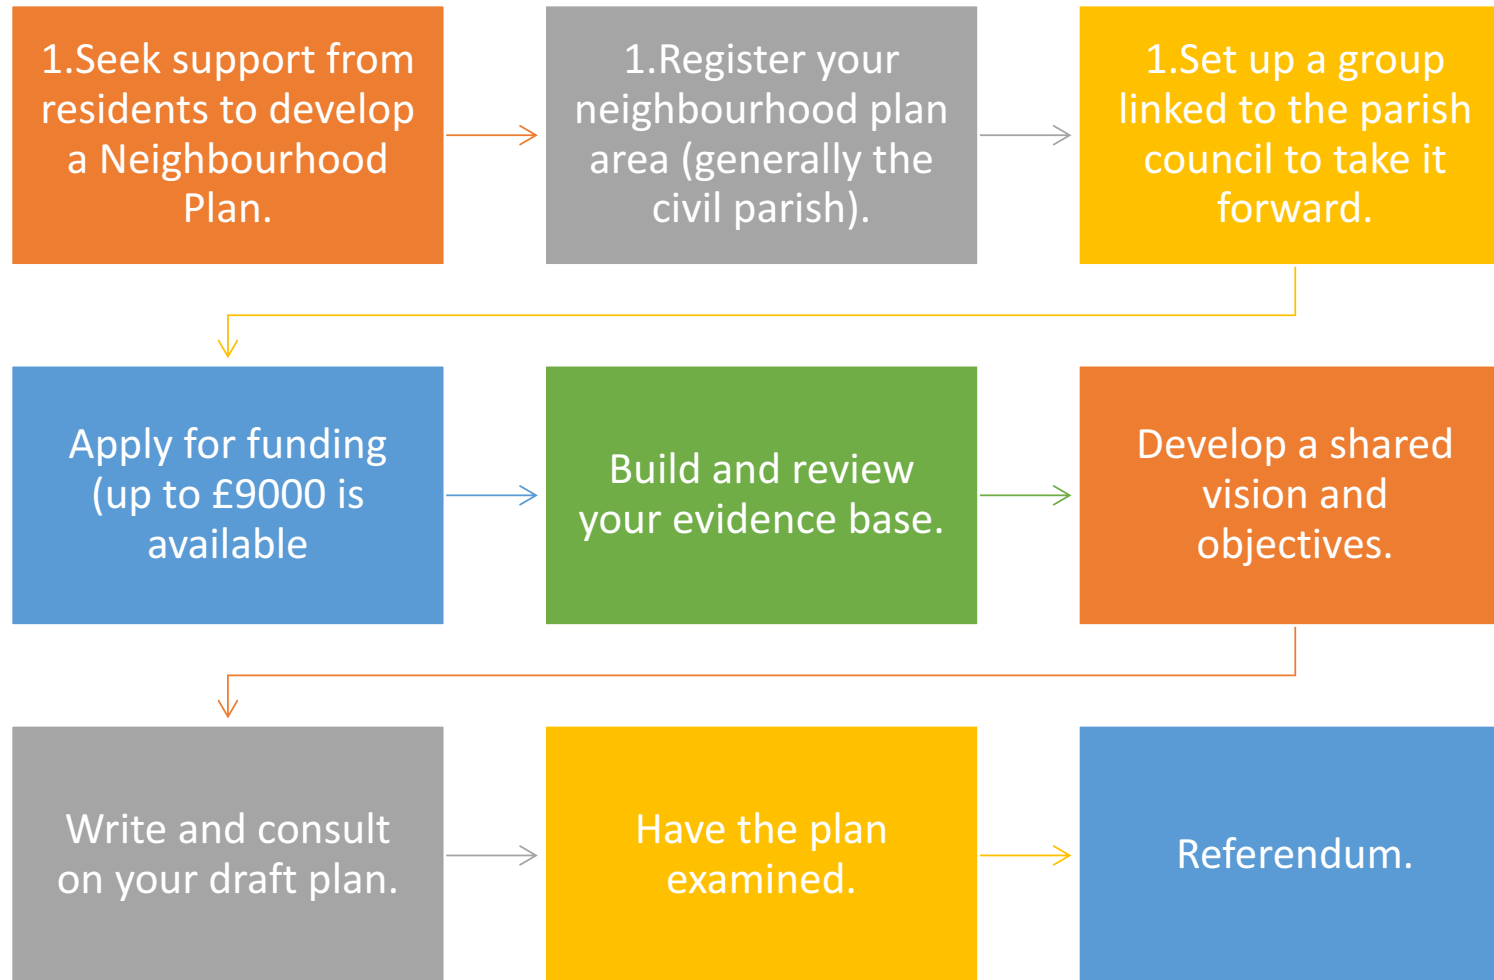 1.Seek support from
residents to develop
a Neighbourhood
Plan.
1.Register your
neighbourhood plan
area (generally the
civil parish).
1.Set up a group
linked to the parish
council to take it
forward.
Apply for funding
(up to £9000 is
available
Build and review
your evidence base.
Develop a shared
vision and
objectives.
Write and consult
on your draft plan.
Have the plan
examined.
Referendum.